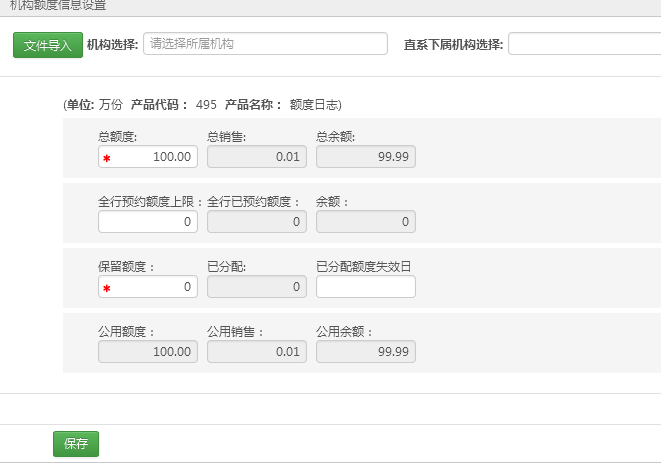 机构额度信息设置
文件导入 机构选择: 请选择所属机构 直系下属机构选择:
(单位: 万份 产品代码： 495 产品名称： 额度日志)
总额度: 总销售: 总余额:
* 100.00 0.01 99.99
全行预约额度上限： 全行已预约额度： 余额：
0 0 0
保留额度： 已分配: 已分配额度失效日
* 0 0
公用额度： 公用销售： 公用余额：
100.00 0.01 99.99
保存